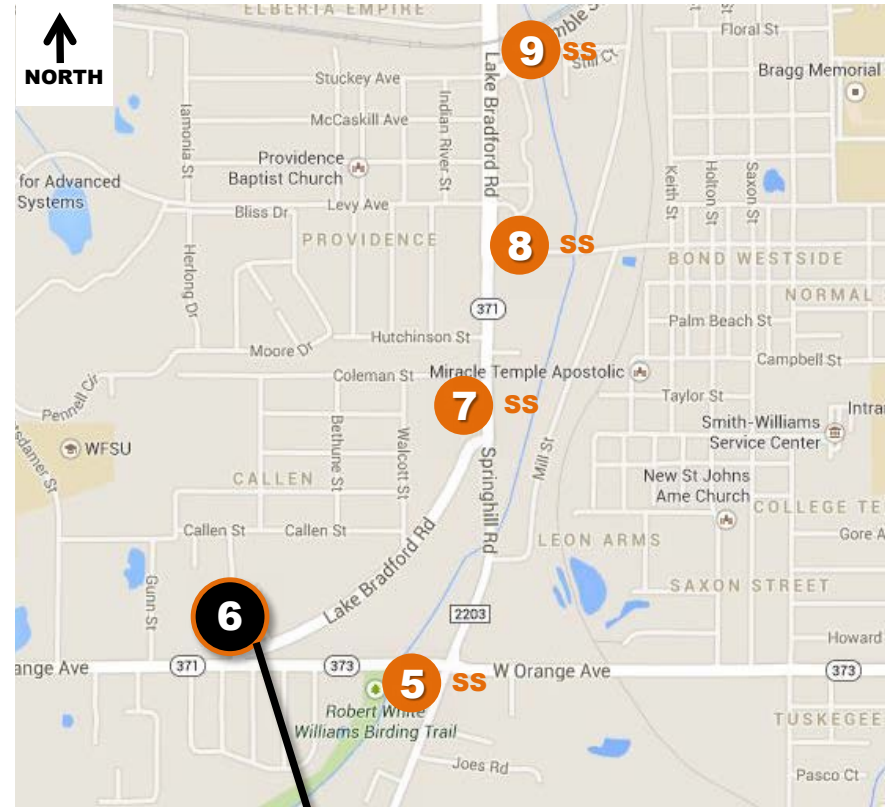 ELBERIA EMPIRE
NORTH
9 SS
mble S
Still Ct
Floral St
Bragg Memorial
Stuckey Ave
Lake Bradford Rd
Iamonia St
McCaskill Ave
Indian River St
Providence
Baptist Church
for Advanced
Systems
Keith St
Holton St
Saxon St
Bliss Dr
Levy Ave
PROVIDENCE
8 SS
BOND WESTSIDE
Herlong Dr
NORMAL
371
Palm Beach St
Hutchinson St
Moore Dr
Coleman St
Miracle Temple Apostolic
Campbell St
Pennell Cir
7 SS
Taylor St
Intra
Smith-Williams
Service Center
tsdamer St
WFSU
Bethune St
Walcott St
Springhill Rd
Mill St
CALLEN
New St Johns
Ame Church
COLLEGE TE
Callen St
Callen St
LEON ARMS
Gore A
Gunn St
Lake Bradford Rd
SAXON STREET
6
2203
Howard
ange Ave
371
373
W Orange Ave
373
5 SS
Robert White
Williams Birding Trail
TUSKEGEE
Joes Rd
Pasco Ct